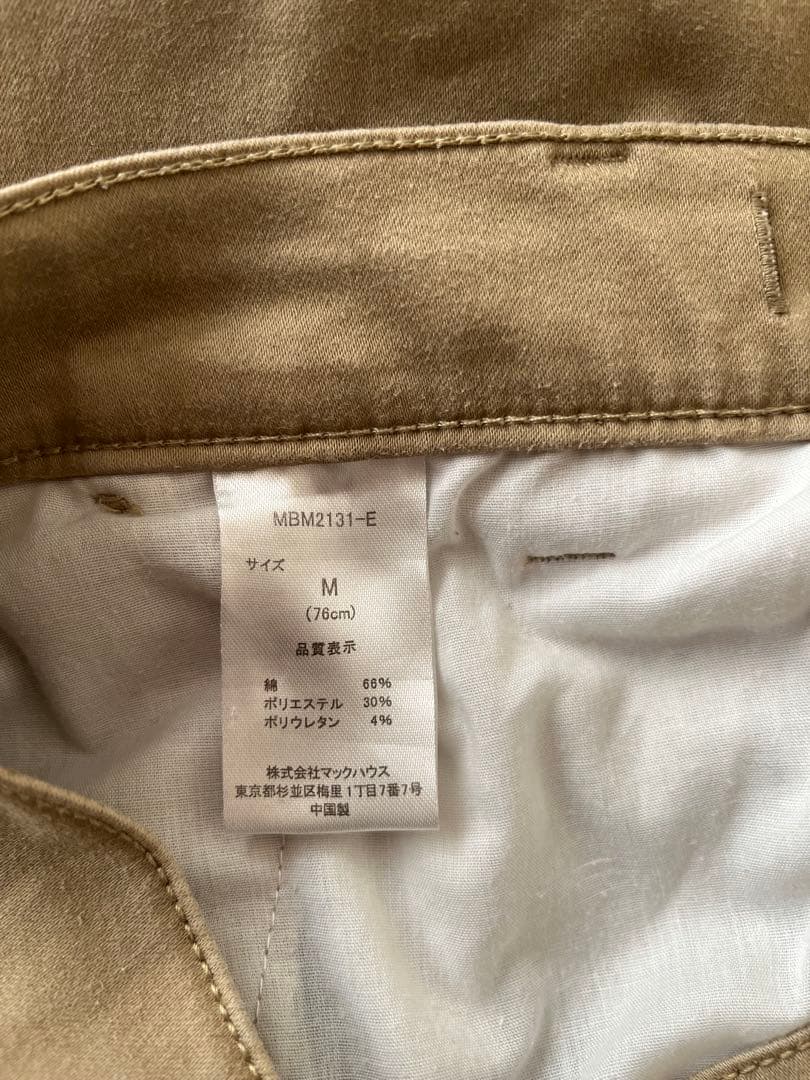 MBM2131-E
サイズ
M
(76cm)
品質表示
綿 66%
ポリエステル 30%
ポリウレタン 4%
株式会社マックハウス
東京都杉並区梅里1丁目7番7号
中国製